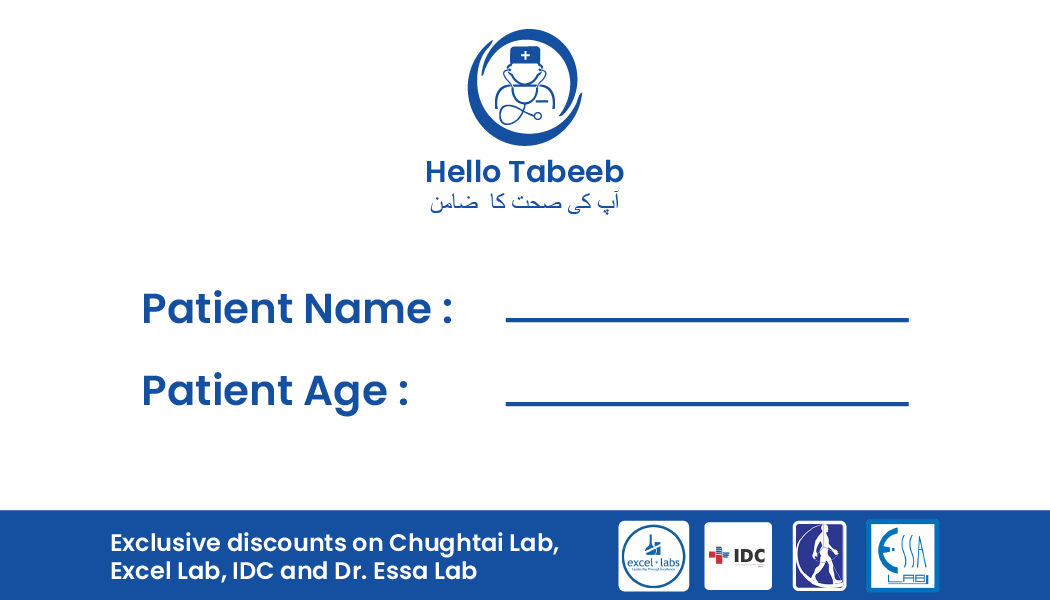 Hello Tabeeb
آپ کی صحت کا ضامن
Patient Name :
Patient Age :
Exclusive discounts on Chughtai Lab,
Excel Lab, IDC and Dr. Essa Lab
excel labs
IDC
ESSA
LAB